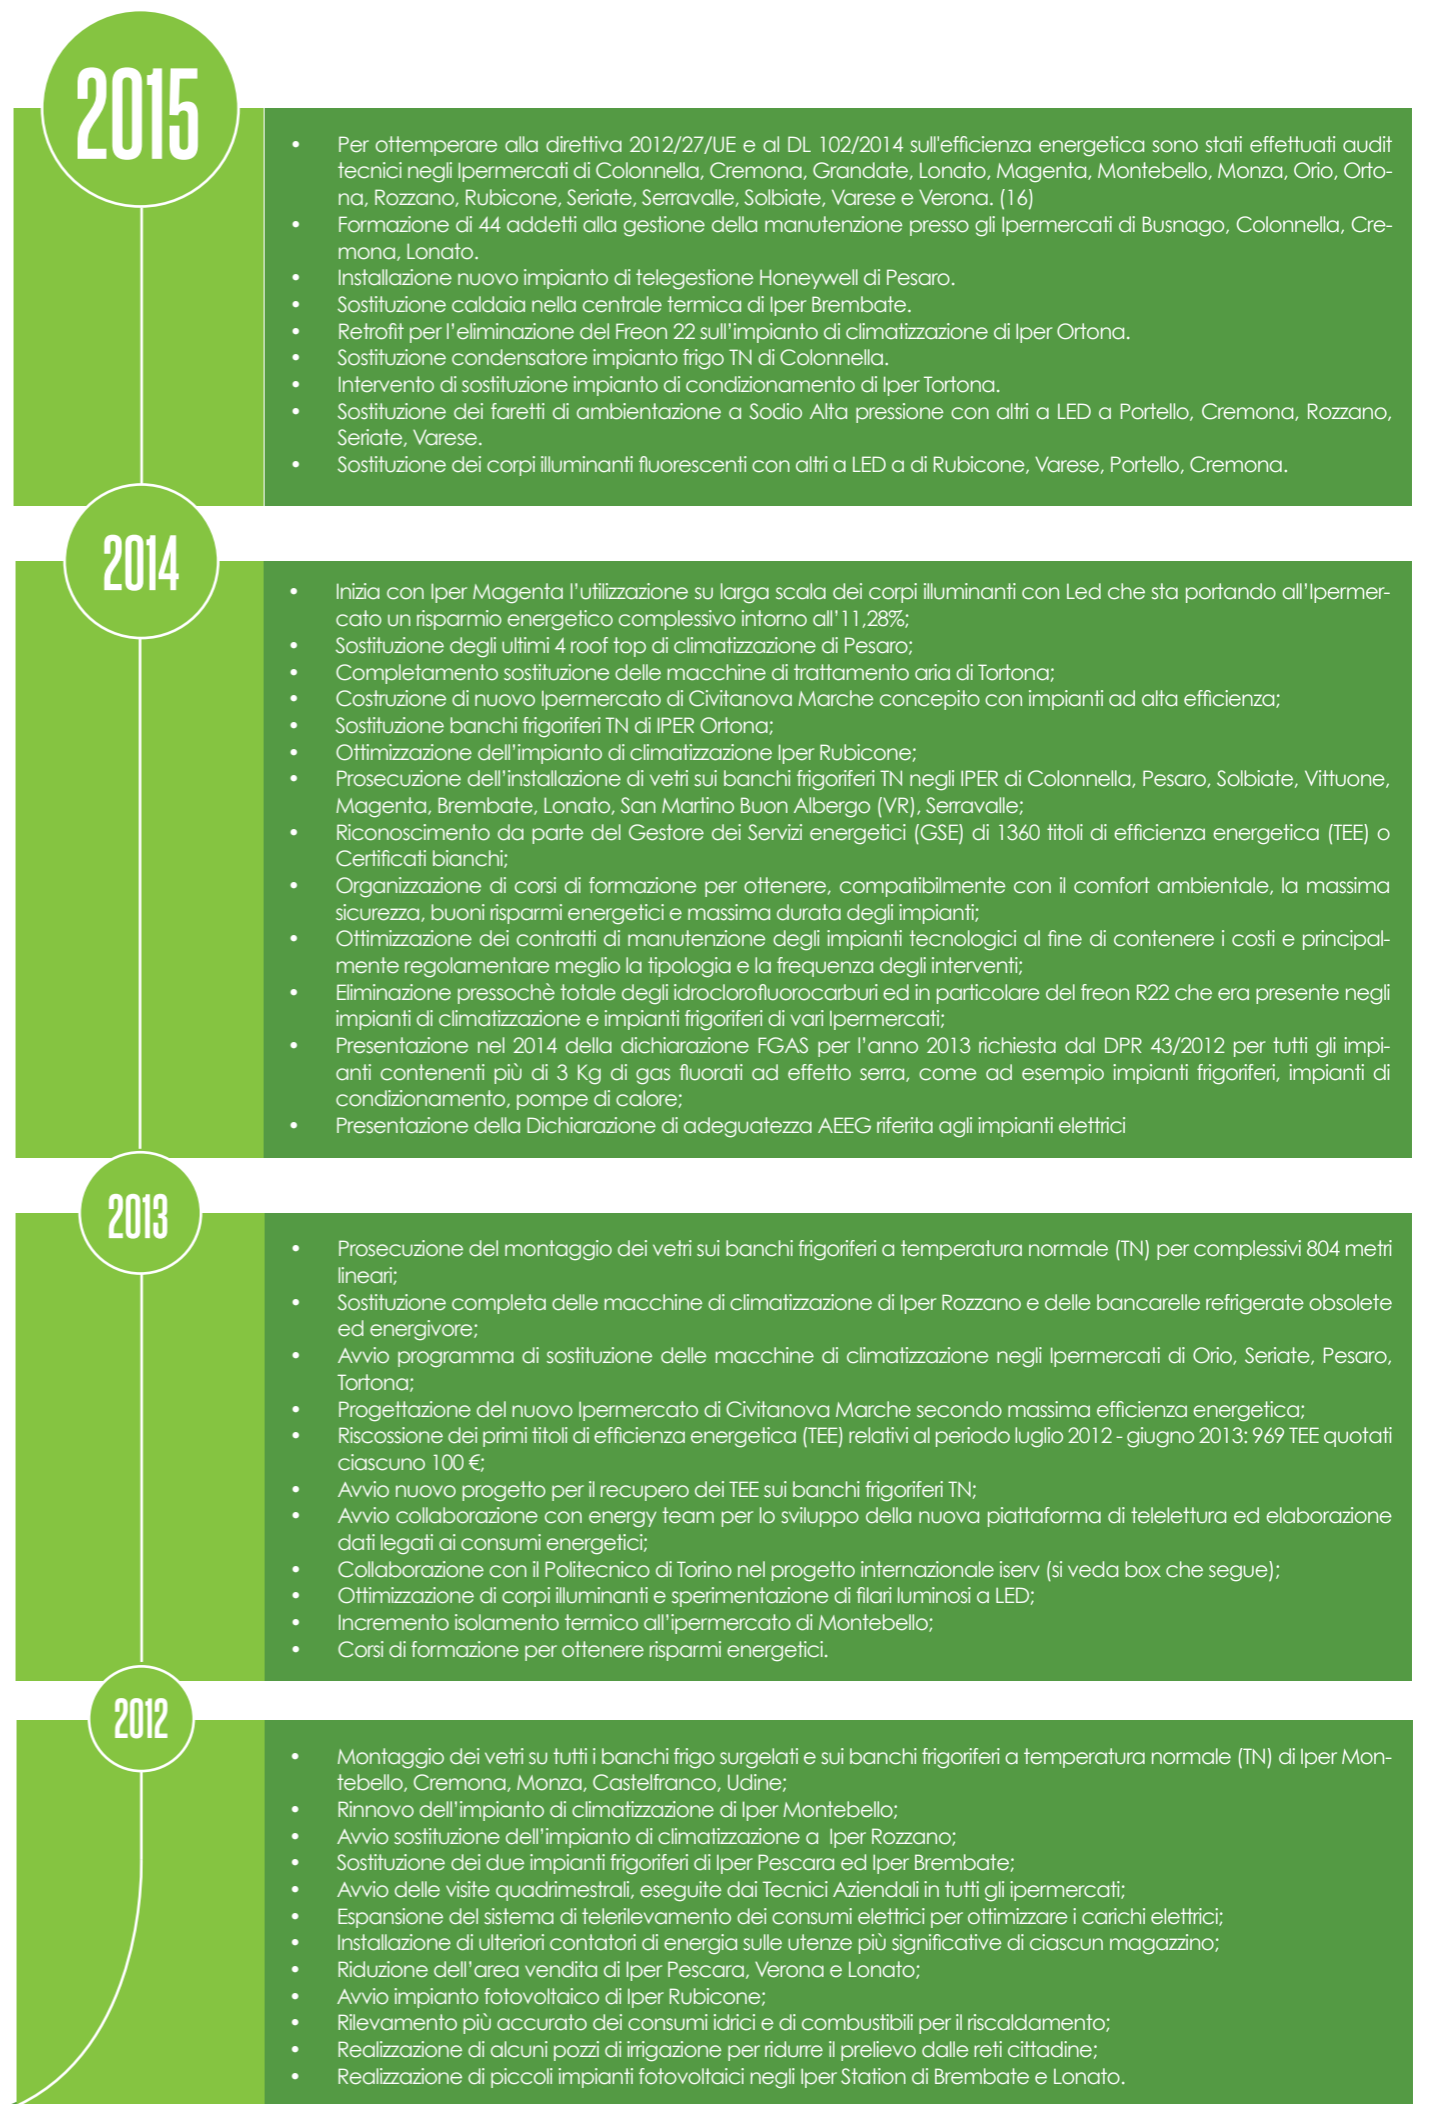 2015
• Per ottemperare alla direttiva 2012/27/UE e al DL 102/2014 sull'efficienza energetica sono stati effettuati audit
tecnici negli Ipermercati di Colonnella, Cremona, Grandate, Lonato, Magenta, Montebello, Monza, Orio, Orto-
na, Rozzano, Rubicone, Seriate, Serravalle, Solbiate, Varese e Verona. (16)
• Formazione di 44 addetti alla gestione della manutenzione presso gli Ipermercati di Busnago, Colonnella, Cre-
mona, Lonato.
• Installazione nuovo impianto di telegestione Honeywell di Pesaro.
• Sostituzione caldaia nella centrale termica di Iper Brembate.
• Retrofit per l'eliminazione del Freon 22 sull'impianto di climatizzazione di Iper Ortona.
• Sostituzione condensatore impianto frigo TN di Colonnella.
• Intervento di sostituzione impianto di condizionamento di Iper Tortona.
• Sostituzione dei faretti di ambientazione a Sodio Alta pressione con altri a LED a Portello, Cremona, Rozzano,
Seriate, Varese.
• Sostituzione dei corpi illuminanti fluorescenti con altri a LED a di Rubicone, Varese, Portello, Cremona.
2014
• Inizia con Iper Magenta l'utilizzazione su larga scala dei corpi illuminanti con Led che sta portando all'Ipermer-
cato un risparmio energetico complessivo intorno all'11,28%;
• Sostituzione degli ultimi 4 roof top di climatizzazione di Pesaro;
• Completamento sostituzione delle macchine di trattamento aria di Tortona;
• Costruzione di nuovo Ipermercato di Civitanova Marche concepito con impianti ad alta efficienza;
• Sostituzione banchi frigoriferi TN di IPER Ortona;
• Ottimizzazione dell'impianto di climatizzazione Iper Rubicone;
• Prosecuzione dell'installazione di vetri sui banchi frigoriferi TN negli IPER di Colonnella, Pesaro, Solbiate, Vittuone,
Magenta, Brembate, Lonato, San Martino Buon Albergo (VR), Serravalle;
• Riconoscimento da parte del Gestore dei Servizi energetici (GSE) di 1360 titoli di efficienza energetica (TEE) o
Certificati bianchi;
• Organizzazione di corsi di formazione per ottenere, compatibilmente con il comfort ambientale, la massima
sicurezza, buoni risparmi energetici e massima durata degli impianti;
• Ottimizzazione dei contratti di manutenzione degli impianti tecnologici al fine di contenere i costi e principal-
mente regolamentare meglio la tipologia e la frequenza degli interventi;
• Eliminazione pressochè totale degli idroclorofluorocarburi ed in particolare del freon R22 che era presente negli
impianti di climatizzazione e impianti frigoriferi di vari Ipermercati;
• Presentazione nel 2014 della dichiarazione FGAS per l'anno 2013 richiesta dal DPR 43/2012 per tutti gli impi-
anti contenenti più di 3 Kg di gas fluorati ad effetto serra, come ad esempio impianti frigoriferi, impianti di
condizionamento, pompe di calore;
• Presentazione della Dichiarazione di adeguatezza AEEG riferita agli impianti elettrici
2013
• Prosecuzione del montaggio dei vetri sui banchi frigoriferi a temperatura normale (TN) per complessivi 804 metri
lineari;
• Sostituzione completa delle macchine di climatizzazione di Iper Rozzano e delle bancarelle refrigerate obsolete
ed energivore;
• Avvio programma di sostituzione delle macchine di climatizzazione negli Ipermercati di Orio, Seriate, Pesaro,
Tortona;
• Progettazione del nuovo Ipermercato di Civitanova Marche secondo massima efficienza energetica;
• Riscossione dei primi titoli di efficienza energetica (TEE) relativi al periodo luglio 2012 - giugno 2013: 969 TEE quotati
ciascuno 100 €;
• Avvio nuovo progetto per il recupero dei TEE sui banchi frigoriferi TN;
• Avvio collaborazione con energy team per lo sviluppo della nuova piattaforma di telelettura ed elaborazione
dati legati ai consumi energetici;
• Collaborazione con il Politecnico di Torino nel progetto internazionale iserv (si veda box che segue);
• Ottimizzazione di corpi illuminanti e sperimentazione di filari luminosi a LED;
• Incremento isolamento termico all'ipermercato di Montebello;
• Corsi di formazione per ottenere risparmi energetici.
2012
• Montaggio dei vetri su tutti i banchi frigo surgelati e sui banchi frigoriferi a temperatura normale (TN) di Iper Mon-
tebello, Cremona, Monza, Castelfranco, Udine;
• Rinnovo dell'impianto di climatizzazione di Iper Montebello;
• Avvio sostituzione dell'impianto di climatizzazione a Iper Rozzano;
• Sostituzione dei due impianti frigoriferi di Iper Pescara ed Iper Brembate;
• Avvio delle visite quadrimestrali, eseguite dai Tecnici Aziendali in tutti gli ipermercati;
• Espansione del sistema di telerilevamento dei consumi elettrici per ottimizzare i carichi elettrici;
• Installazione di ulteriori contatori di energia sulle utenze più significative di ciascun magazzino;
• Riduzione dell'area vendita di Iper Pescara, Verona e Lonato;
• Avvio impianto fotovoltaico di Iper Rubicone;
• Rilevamento più accurato dei consumi idrici e di combustibili per il riscaldamento;
• Realizzazione di alcuni pozzi di irrigazione per ridurre il prelievo dalle reti cittadine;
• Realizzazione di piccoli impianti fotovoltaici negli Iper Station di Brembate e Lonato.